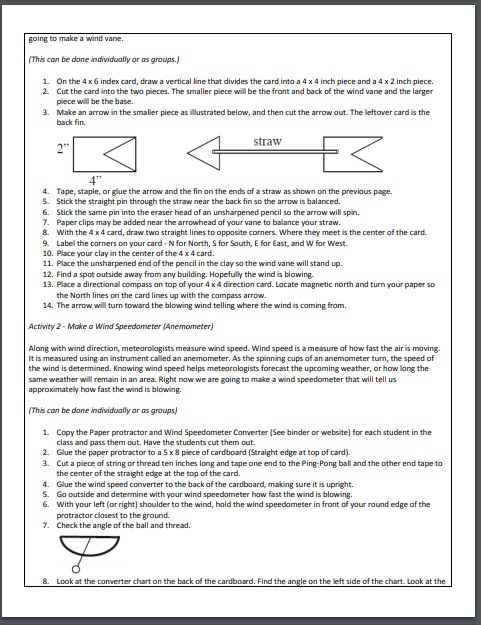 going to make a wind vane.
(This can be done individually or as groups.)
1. On the 4 x 6 index card, draw a vertical line that divides the card into a 4 x 4 inch piece and a 4 x 2 inch piece.
2. Cut the card into the two pieces. The smaller piece will be the front and back of the wind vane and the larger
piece will be the base.
3. Make an arrow in the smaller piece as illustrated below, and then cut the arrow out. The leftover card is the
back fin.
2”
straw
4”
4. Tape, staple, or glue the arrow and the fin on the ends of a straw as shown on the previous page.
5. Stick the straight pin through the straw near the back fin so the arrow is balanced.
6. Stick the same pin into the eraser head of an unsharpened pencil so the arrow will spin.
7. Paper clips may be added near the arrowhead of your vane to balance your straw.
8. With the 4 x 4 card, draw two straight lines to opposite corners. Where they meet is the center of the card.
9. Label the corners on your card - N for North, S for South, E for East, and W for West.
10. Place your clay in the center of the 4 x 4 card.
11. Place the unsharpened end of the pencil in the clay so the wind vane will stand up.
12. Find a spot outside away from any building. Hopefully the wind is blowing.
13. Place a directional compass on top of your 4 x 4 direction card. Locate magnetic north and turn your paper so
the North lines on the card lines up with the compass arrow.
14. The arrow will turn toward the blowing wind telling where the wind is coming from.
Activity 2 - Make a Wind Speedometer (Anemometer)
Along with wind direction, meteorologists measure wind speed. Wind speed is a measure of how fast the air is moving.
It is measured using an instrument called an anemometer. As the spinning cups of an anemometer turn, the speed of
the wind is determined. Knowing wind speed helps meteorologists forecast the upcoming weather, or how long the
same weather will remain in an area. Right now we are going to make a wind speedometer that will tell us
approximately how fast the wind is blowing.
(This can be done individually or as groups)
1. Copy the Paper protractor and Wind Speedometer Converter (See binder or website) for each student in the
class and pass them out. Have the students cut them out.
2. Glue the paper protractor to a 5 x 8 piece of cardboard (Straight edge at top of card).
3. Cut a piece of string or thread ten inches long and tape one end to the Ping-Pong ball and the other end tape to
the center of the straight edge at the top of the card.
4. Glue the wind speed converter to the back of the cardboard, making sure it is upright.
5. Go outside and determine with your wind speedometer how fast the wind is blowing.
6. With your left (or right) shoulder to the wind, hold the wind speedometer in front of your round edge of the
protractor closest to the ground.
7. Check the angle of the ball and thread.
8. Look at the converter chart on the back of the cardboard. Find the angle on the left side of the chart. Look at the